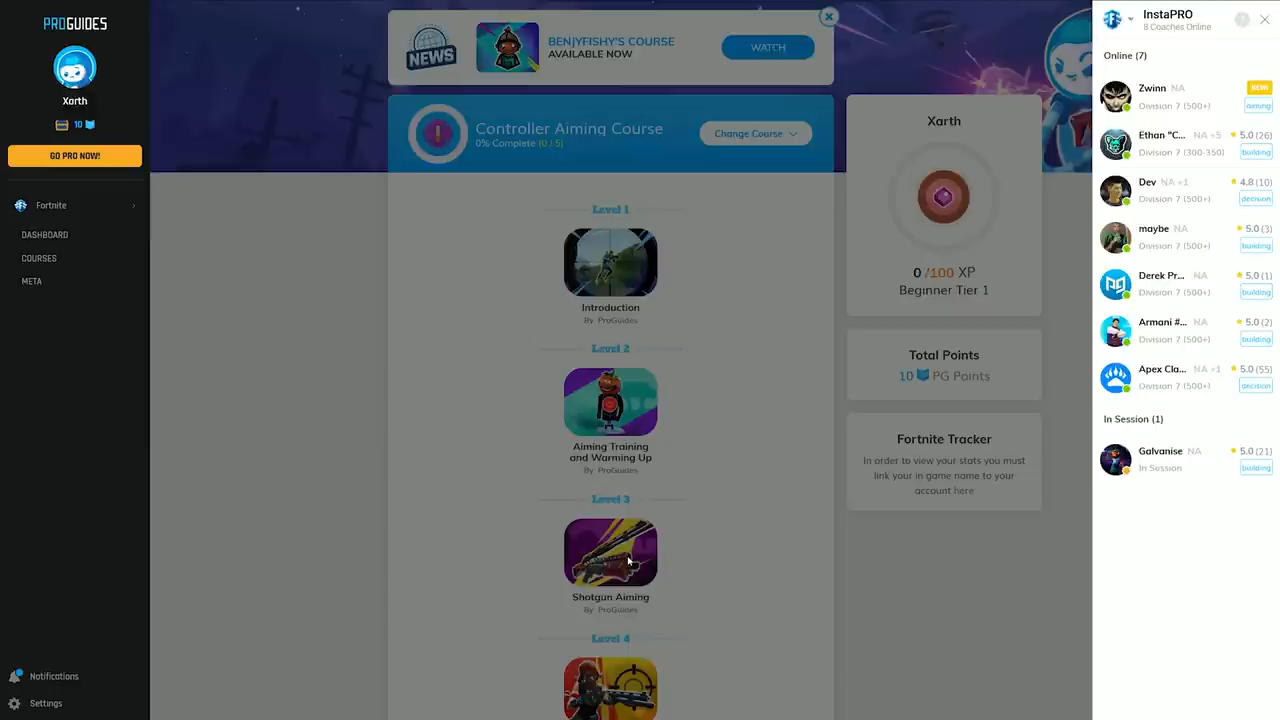 PROGUIDES
Xarth
10
GO PRO NOW!
Fortnite
DASHBOARD
COURSES
META
Notifications
Settings
NEWS
BENJYFISHY'S COURSE
AVAILABLE NOW
WATCH
Controller Aiming Course
0% Complete (0 / 5)
Change Course
Level 1
Introduction
By ProGuides
Level 2
Aiming Training
and Warming Up
By ProGuides
Level 3
Shotgun Aiming
By ProGuides
Level 4
Xarth
0 /100 XP
Beginner Tier 1
Total Points
10 PG Points
Fortnite Tracker
In order to view your stats you must
link your in game name to your
account here
InstaPRO
8 Coaches Online
?
Online (7)
Zwinn NA NEW!
Division 7 (500+) aiming
Ethan "C... NA +5 5.0 (26)
Division 7 (300-350) building
Dev NA +1 4.8 (10)
Division 7 (500+) decision
maybe NA 5.0 (3)
Division 7 (500+) building
Derek Pr... NA 5.0 (1)
Division 7 (500+) building
Armani #... NA 5.0 (2)
Division 7 (500+) building
Apex Cla... NA +1 5.0 (55)
Division 7 (500+) decision
In Session (1)
Galvanise NA 5.0 (21)
In Session building